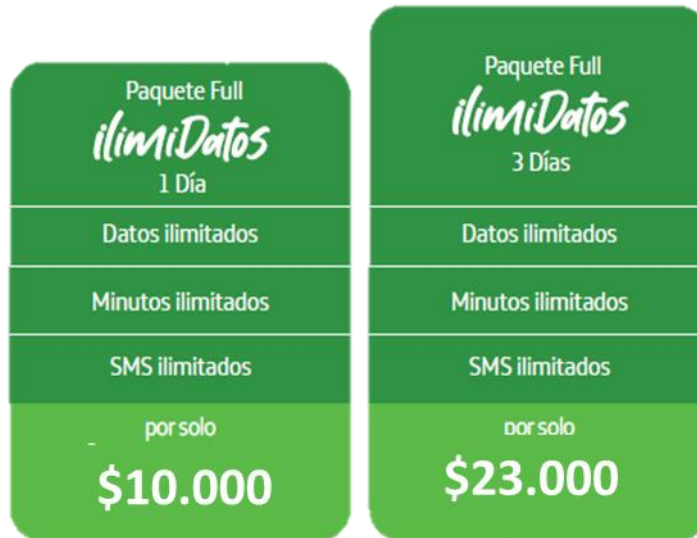 Paquete Full
ilimiDatos
1 Día
Datos ilimitados
Minutos ilimitados
SMS ilimitados
por solo
$10.000
Paquete Full
ilimiDatos
3 Días
Datos ilimitados
Minutos ilimitados
SMS ilimitados
por solo
$23.000